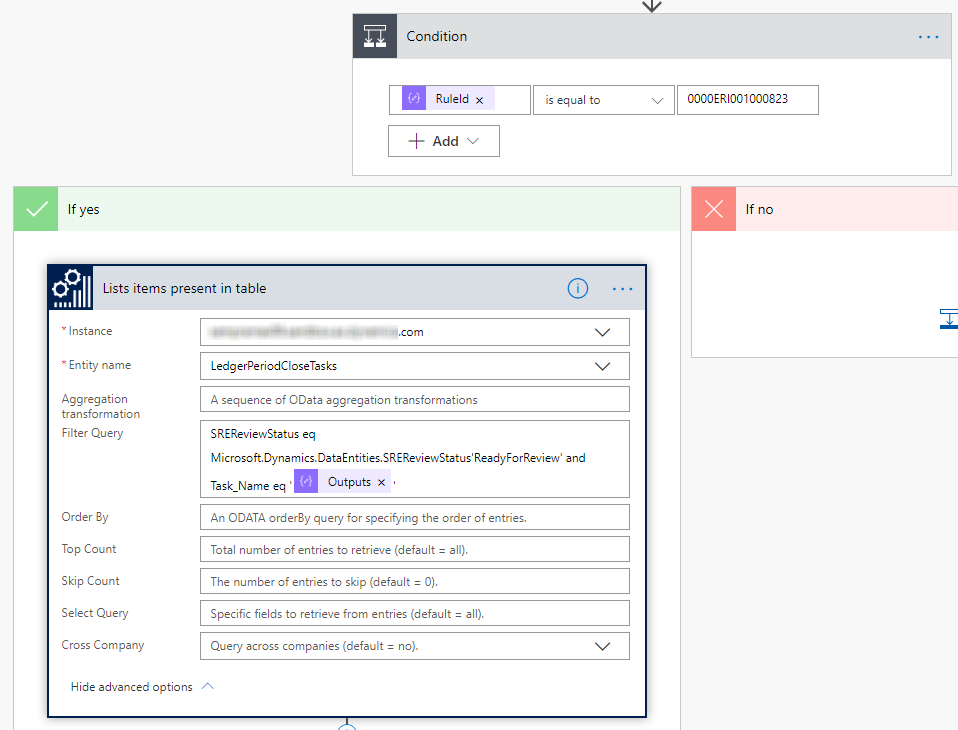 Condition
RuleId
is equal to
0000ERI001000823
Add
If yes
If no
Lists items present in table
* Instance
.com
* Entity name
LedgerPeriodCloseTasks
Aggregation
transformation
A sequence of OData aggregation transformations
Filter Query
SREReviewStatus eq
Microsoft.Dynamics.DataEntities.SREReviewStatus'ReadyForReview' and
Task_Name eq ' Outputs '
Order By
An ODATA orderBy query for specifying the order of entries.
Top Count
Total number of entries to retrieve (default = all).
Skip Count
The number of entries to skip (default = 0).
Select Query
Specific fields to retrieve from entries (default = all).
Cross Company
Query across companies (default = no).
Hide advanced options